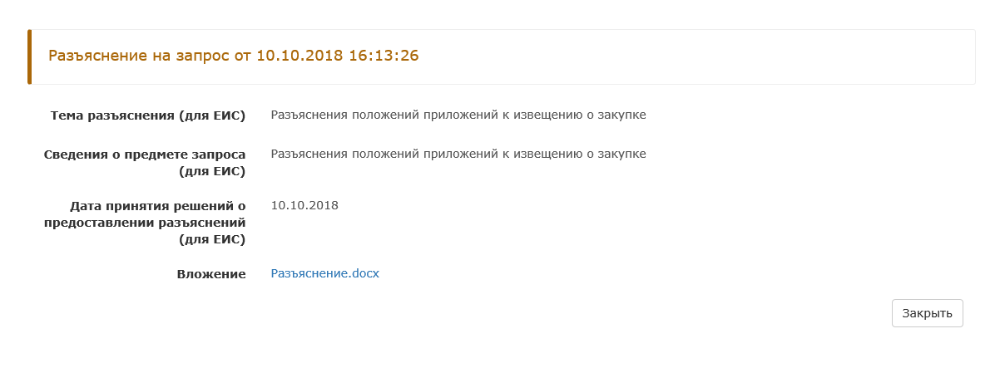 Разъяснение на запрос от 10.10.2018 16:13:26
Тема разъяснения (для ЕИС) Разъяснения положений приложений к извещению о закупке
Сведения о предмете запроса Разъяснения положений приложений к извещению о закупке
(для ЕИС)
Дата принятия решений о 10.10.2018
предоставлении разъяснений
(для ЕИС)
Вложение Разъяснение.docx
Закрыть